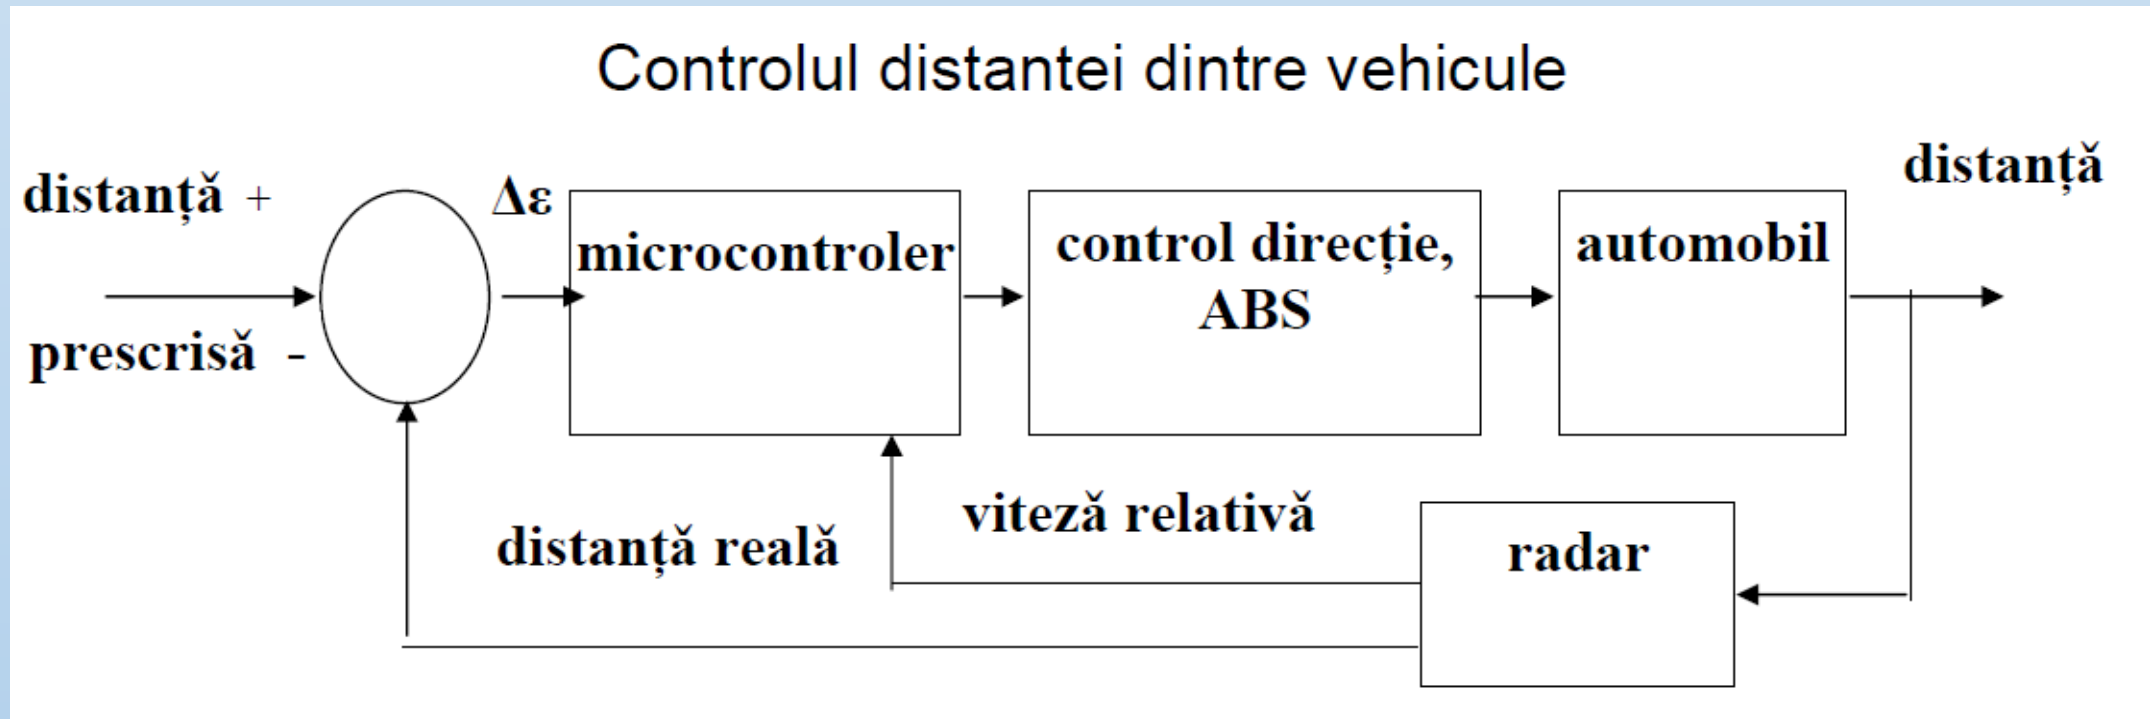 Controlul distantei dintre vehicule
distanță +
prescrisă -
Δε
microcontroler
control direcție,
ABS
automobil
distanță
distanță reală
viteză relativă
radar